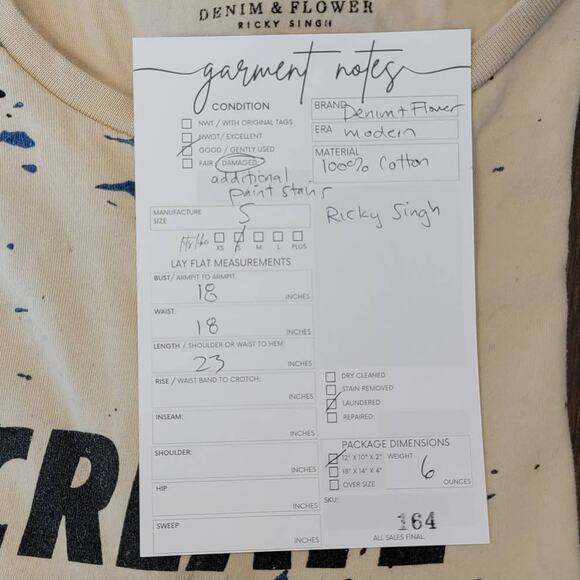 DENIM & FLOWER
RICKY SINGH
garment notes
CONDITION
NWT / WITH ORIGINAL TAGS
NWOT/ EXCELLENT
GOOD / GENTLY USED
FAIR / DAMAGED
additional
paint stains
BRAND Denim + Flower
ERA modern
MATERIAL
100% Cotton
Ricky Singh
MANUFACTURE
SIZE S
fits like
XS S M L PLUS
LAY FLAT MEASUREMENTS
BUST/ ARMPIT TO ARMPIT:
18 INCHES
WAIST:
18 INCHES
LENGTH / SHOULDER OR WAIST TO HEM:
23 INCHES
RISE / WAIST BAND TO CROTCH:
INCHES
INSEAM:
INCHES
SHOULDER:
INCHES
HIP
INCHES
SWEEP
INCHES
DRY CLEANED
STAIN REMOVED
LAUNDERED
REPAIRED:
PACKAGE DIMENSIONS
12" X 10" X 2" WEIGHT
18" X 14" X 4" 6
OVER SIZE OUNCES
SKU:
164
ALL SALES FINAL
CREATE